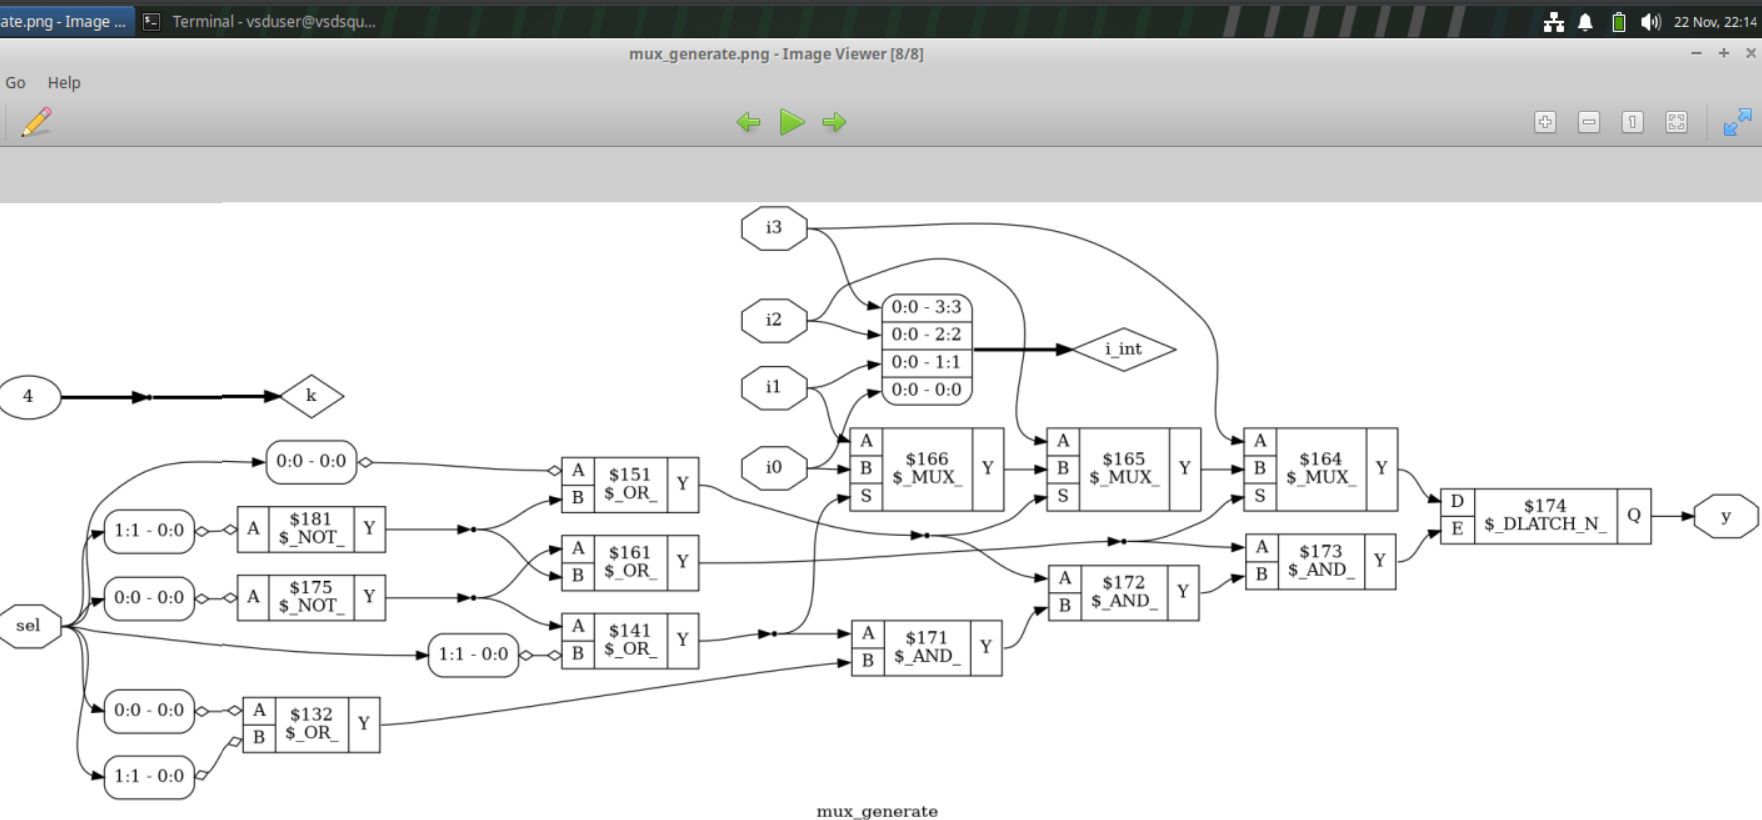 ate.png - Image ... Terminal - vsduser@vsdsqu... 22 Nov, 22:14
mux_generate.png - Image Viewer [8/8]
Go Help
1
i3
0:0 - 3:3
i2
0:0 - 2:2
i_int
0:0 - 1:1
i1
0:0 - 0:0
4
k
i0
A
B
S
$166
$_MUX_
Y
A
B
S
$165
$_MUX_
Y
A
B
S
$164
$_MUX_
Y
0:0 - 0:0
A
B
$151
$_OR_
Y
1:1 - 0:0
A
$181
$_NOT_
Y
D
E
$174
$_DLATCH_N_
Q
y
A
B
$161
$_OR_
Y
A
B
$173
$_AND_
Y
0:0 - 0:0
A
$175
$_NOT_
Y
A
B
$172
$_AND_
Y
sel
1:1 - 0:0
A
B
$141
$_OR_
Y
A
B
$171
$_AND_
Y
0:0 - 0:0
A
B
$132
$_OR_
Y
1:1 - 0:0
mux_generate